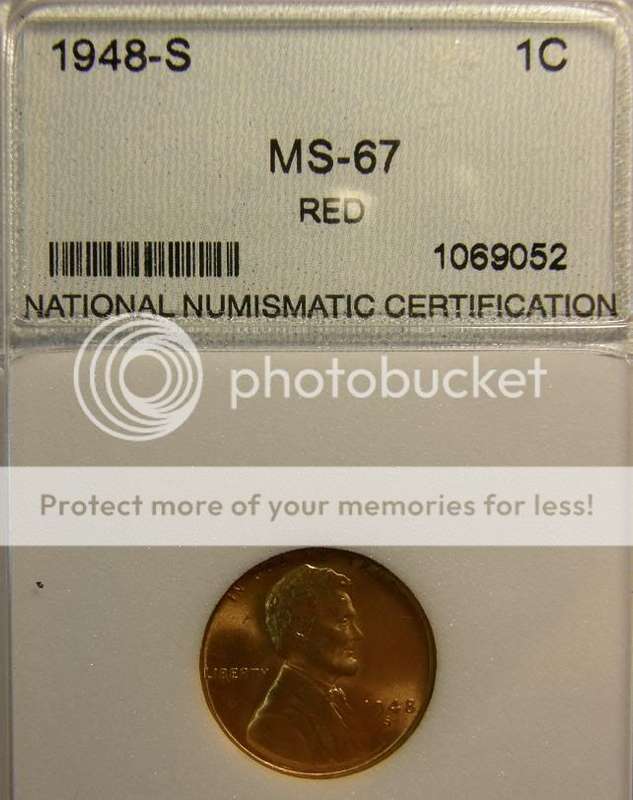 1948-S 1C
MS-67
RED
1069052
NATIONAL NUMISMATIC CERTIFICATION
photobucket
Protect more of your memories for less!
LIBERTY
1948
S